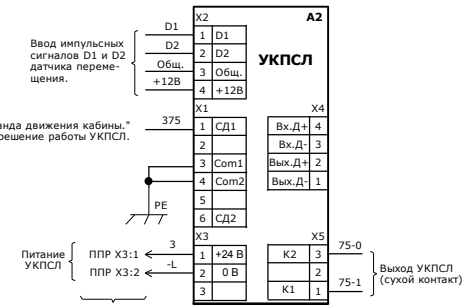 X2
A2
D1
1 D1
D2
2 D2
УКПСЛ
Общ.
3 Общ.
+12В
4 +12В
Ввод импульсных
сигналов D1 и D2
датчика переме-
щения.
X1
X4
375
1 СД1
Вх.Д+ 4
анда движения кабины."
решение работы УКПСЛ.
2
Вх.Д- 3
3 Com1
Вых.Д+ 2
4 Com2
Вых.Д- 1
5
PE
6 СД2
X3
X5
Питание
УКПСЛ
ППР X3:1
3
1 +24 В
К2 3
75-0
ППР X3:2
-L
2 0 В
2
3
К1 1
75-1
Выход УКПСЛ
(сухой контакт)